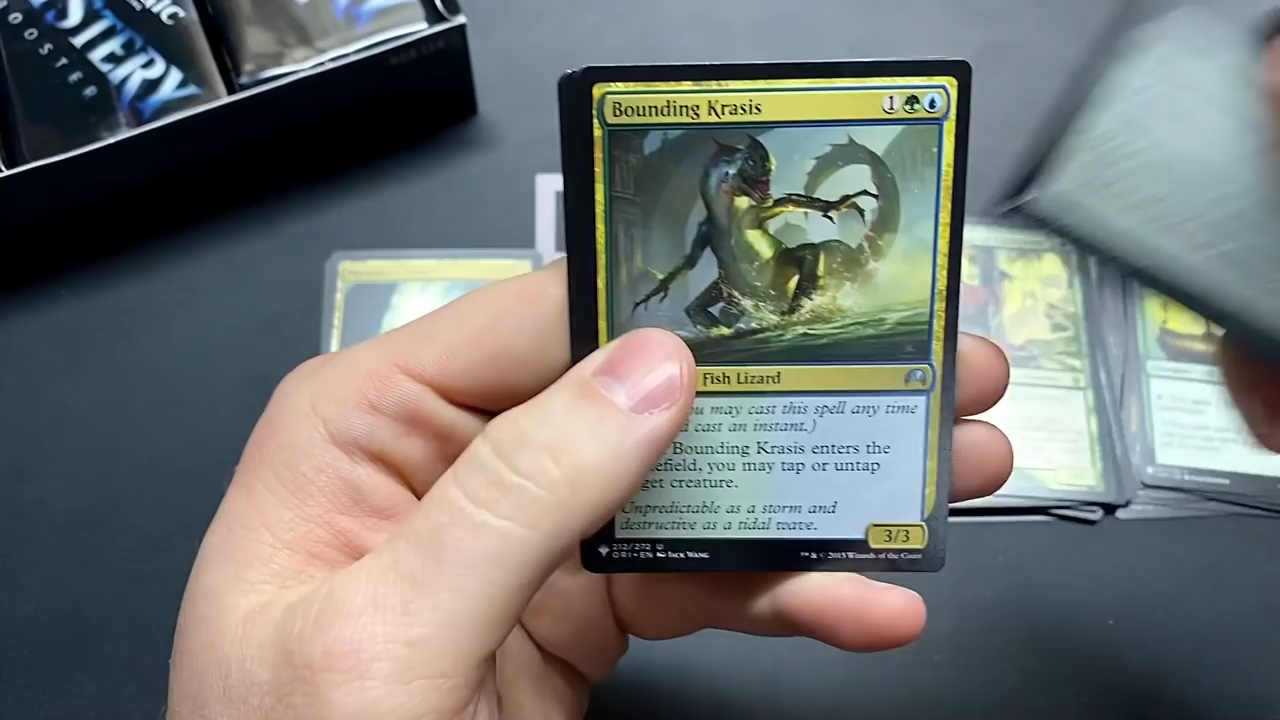 STERY
OOSTER
Bounding Krasis
1
Fish Lizard
u may cast this spell any time
cast an instant.)
Bounding Krasis enters the
efield, you may tap or untap
get creature.
Unpredictable as a storm and
destructive as a tidal wave.
3/3
212/272 U
ORI • EN Jack Wang
™ & © 2015 Wizards of the Coast